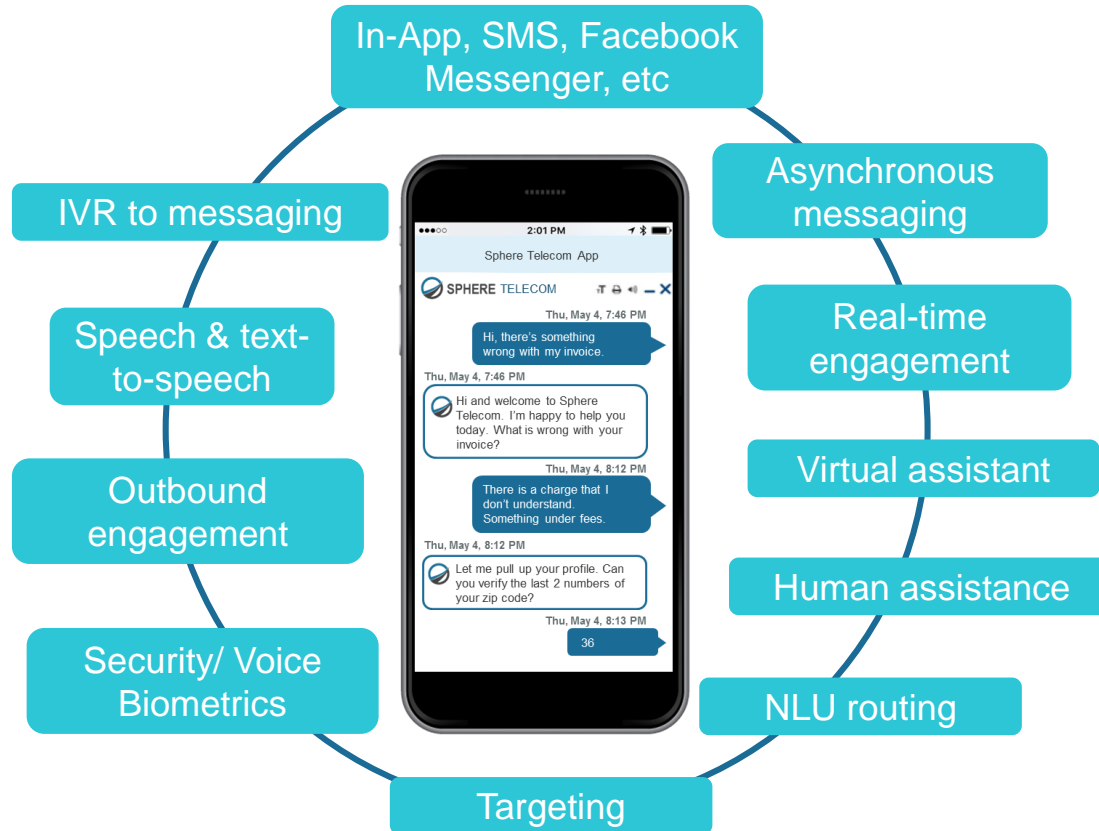 In-App, SMS, Facebook
Messenger, etc
Asynchronous
messaging
Real-time
engagement
Virtual assistant
Human assistance
NLU routing
Targeting
Security/ Voice
Biometrics
Outbound
engagement
Speech & text-
to-speech
IVR to messaging
2:01 PM
Sphere Telecom App
SPHERE TELECOM
Thu, May 4, 7:46 PM
Hi, there's something
wrong with my invoice.
Thu, May 4, 7:46 PM
Hi and welcome to Sphere
Telecom. I'm happy to help you
today. What is wrong with your
invoice?
Thu, May 4, 8:12 PM
There is a charge that I
don't understand.
Something under fees.
Thu, May 4, 8:12 PM
Let me pull up your profile. Can
you verify the last 2 numbers of
your zip code?
Thu, May 4, 8:13 PM
36